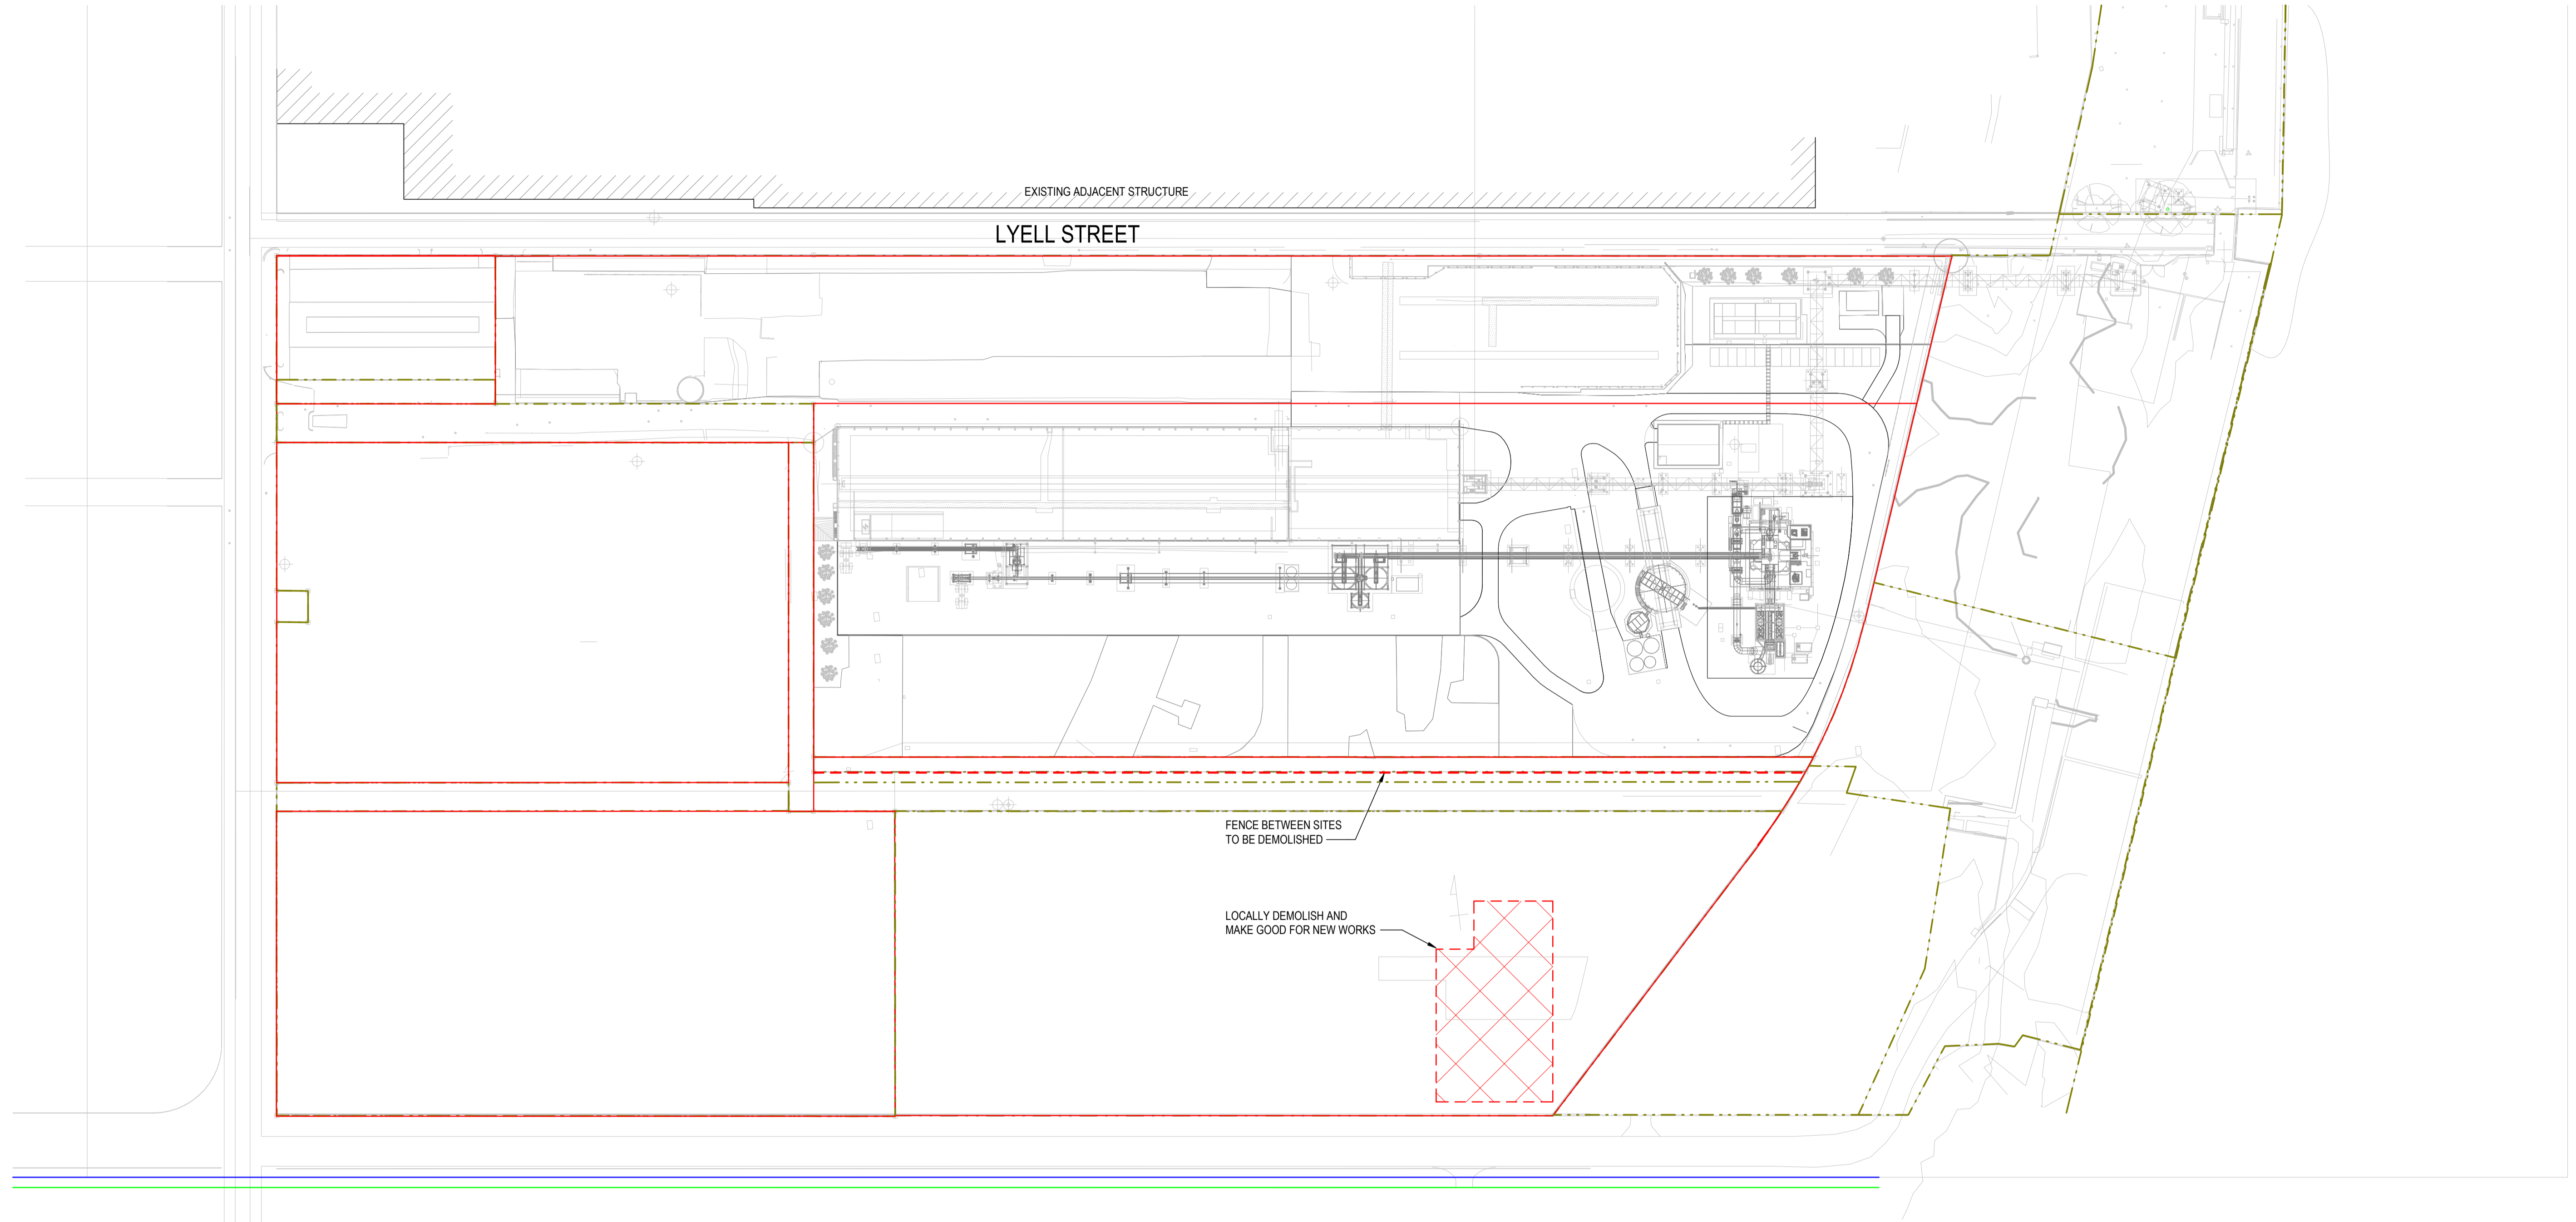 EXISTING ADJACENT STRUCTURE
LYELL STREET
FENCE BETWEEN SITES
TO BE DEMOLISHED
LOCALLY DEMOLISH AND
MAKE GOOD FOR NEW WORKS